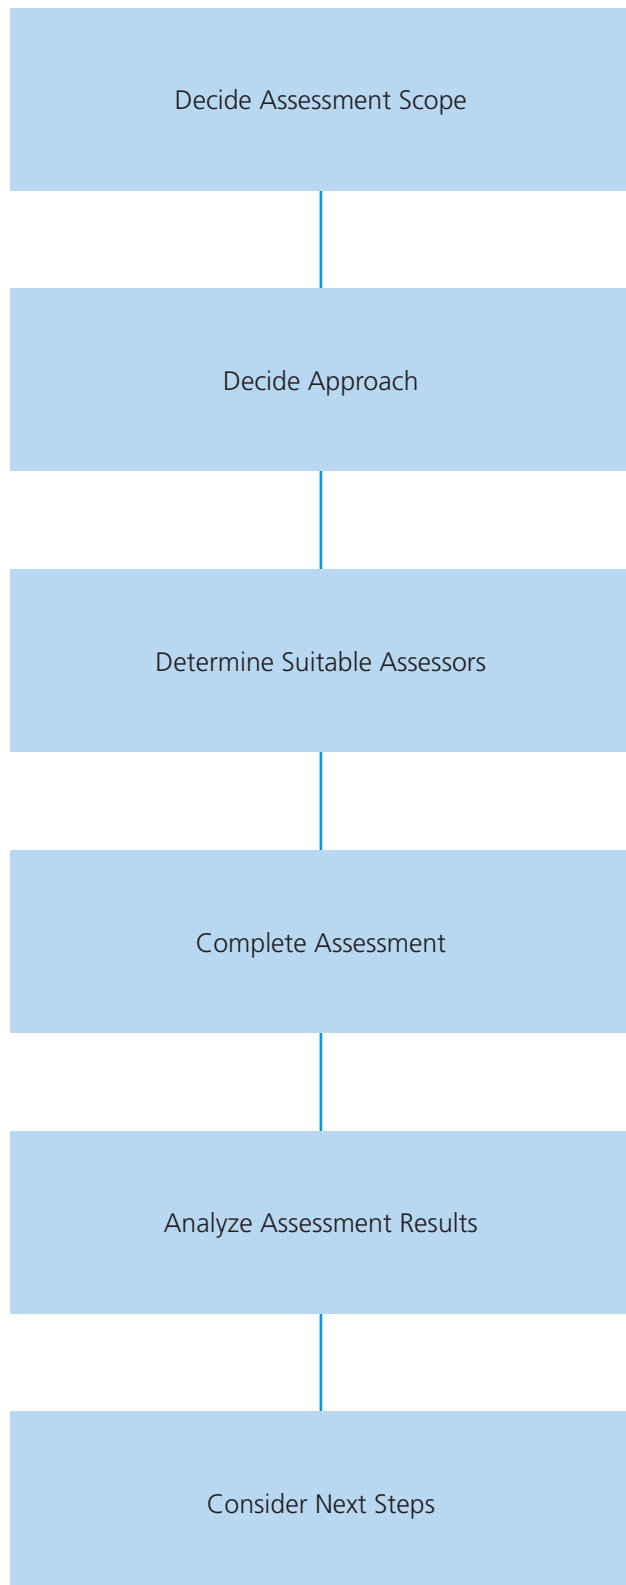 Decide Assessment Scope
Decide Approach
Determine Suitable Assessors
Complete Assessment
Analyze Assessment Results
Consider Next Steps